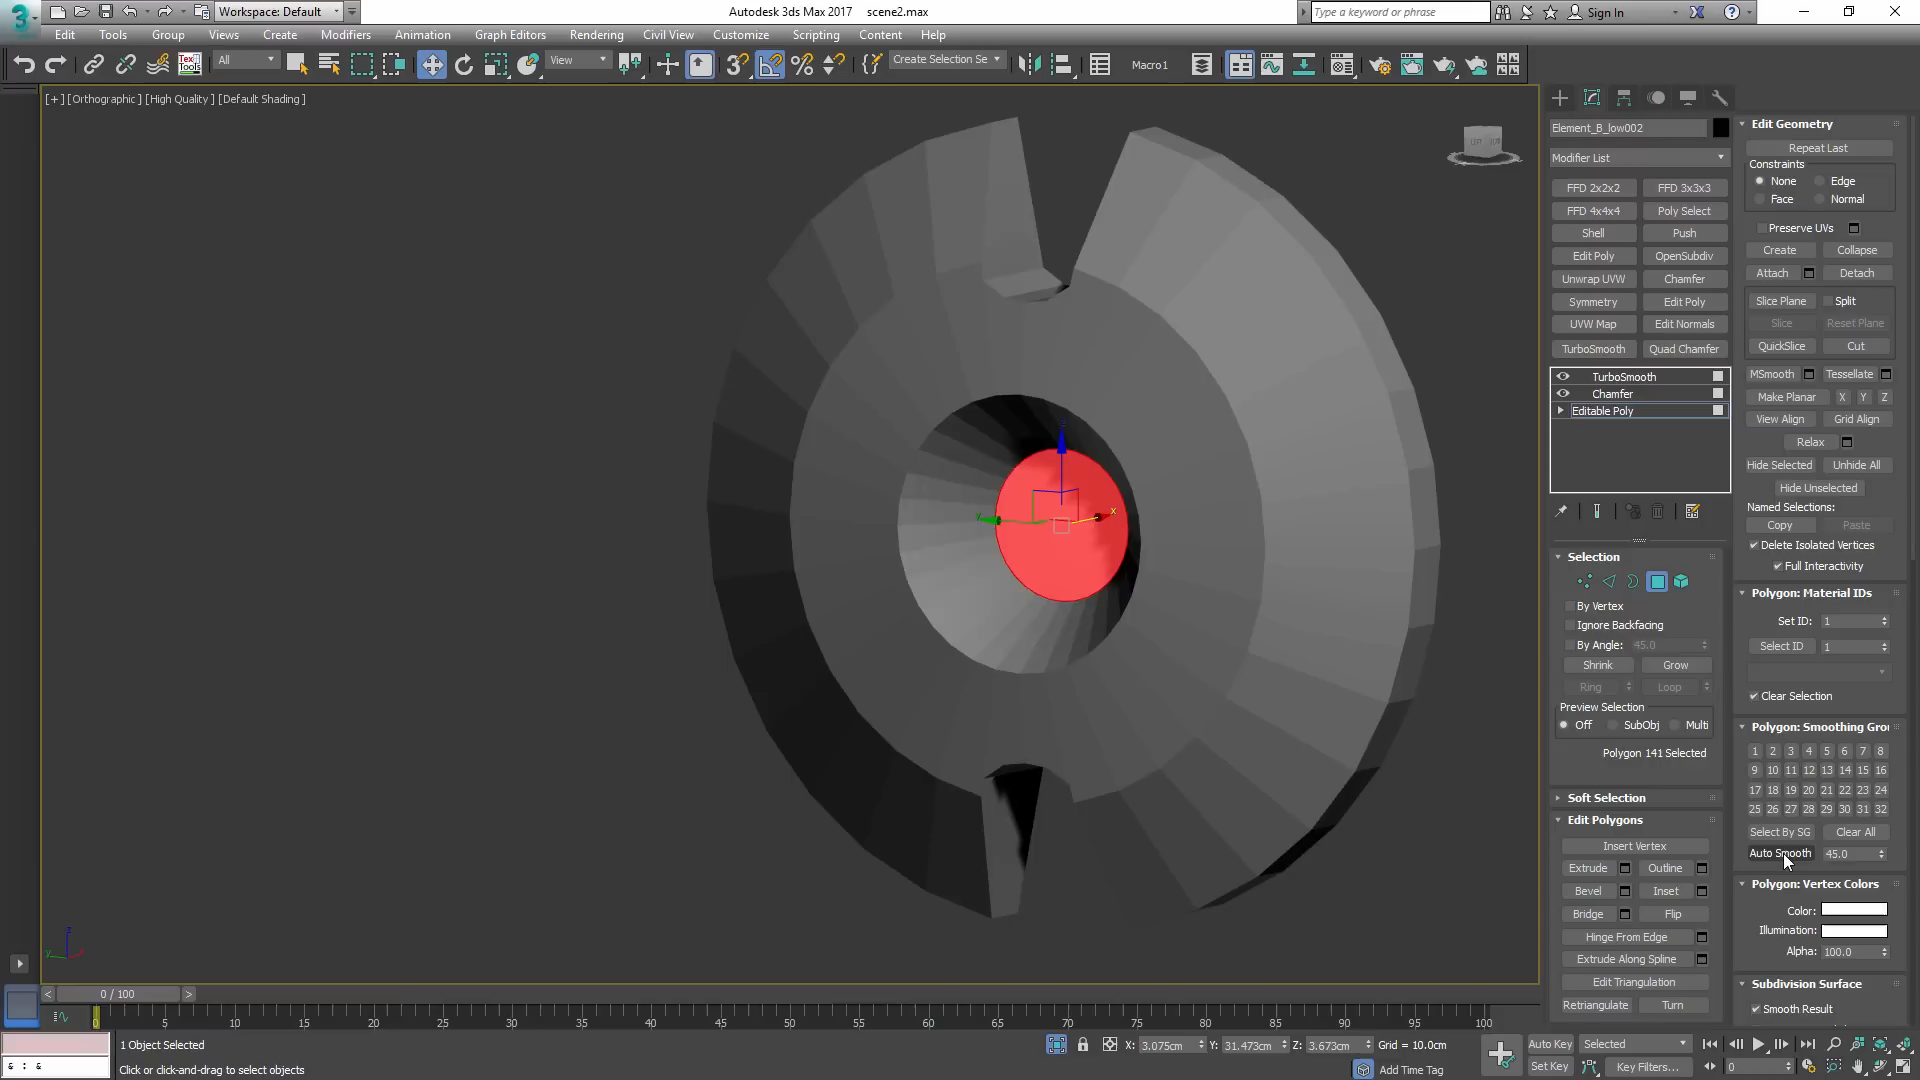 Workspace: Default
Autodesk 3ds Max 2017 scene2.max
Type a keyword or phrase
Sign In
Edit Tools Group Views Create Modifiers Animation Graph Editors Rendering Civil View Customize Scripting Content Help
All
View
Create Selection Se
Macro1
[+] [Orthographic ] [High Quality ] [Default Shading ]
Element_B_low002
Modifier List
FFD 2x2x2 FFD 3x3x3
FFD 4x4x4 Poly Select
Shell Push
Edit Poly OpenSubdiv
Unwrap UVW Chamfer
Symmetry Edit Poly
UVW Map Edit Normals
TurboSmooth Quad Chamfer
TurboSmooth
Chamfer
Editable Poly
Selection
By Vertex
Ignore Backfacing
By Angle: 45.0
Shrink Grow
Ring Loop
Preview Selection
Off SubObj Multi
Polygon 141 Selected
Soft Selection
Edit Polygons
Insert Vertex
Extrude Outline
Bevel Inset
Bridge Flip
Hinge From Edge
Extrude Along Spline
Edit Triangulation
Retriangulate Turn
Edit Geometry
Repeat Last
Constraints
None Edge
Face Normal
Preserve UVs
Create Collapse
Attach Detach
Slice Plane Split
Slice Reset Plane
QuickSlice Cut
MSmooth Tessellate
Make Planar X Y Z
View Align Grid Align
Relax
Hide Selected Unhide All
Hide Unselected
Named Selections:
Copy Paste
Delete Isolated Vertices
Full Interactivity
Polygon: Material IDs
Set ID: 1
Select ID 1
Clear Selection
Polygon: Smoothing Gro
1 2 3 4 5 6 7 8
9 10 11 12 13 14 15 16
17 18 19 20 21 22 23 24
25 26 27 28 29 30 31 32
Select By SG Clear All
Auto Smooth 45.0
Polygon: Vertex Colors
Color:
Illumination:
Alpha: 100.0
Subdivision Surface
Smooth Result
x
y
z
y
< 0 / 100 >
0 5 10 15 20 25 30 35 40 45 50 55 60 65 70 75 80 85 90 95 100
1 Object Selected
X: 3.075cm Y: 31.473cm Z: 3.673cm Grid = 10.0cm
Auto Key Selected
& : &
Click or click-and-drag to select objects
Add Time Tag
Set Key Key Filters...
0